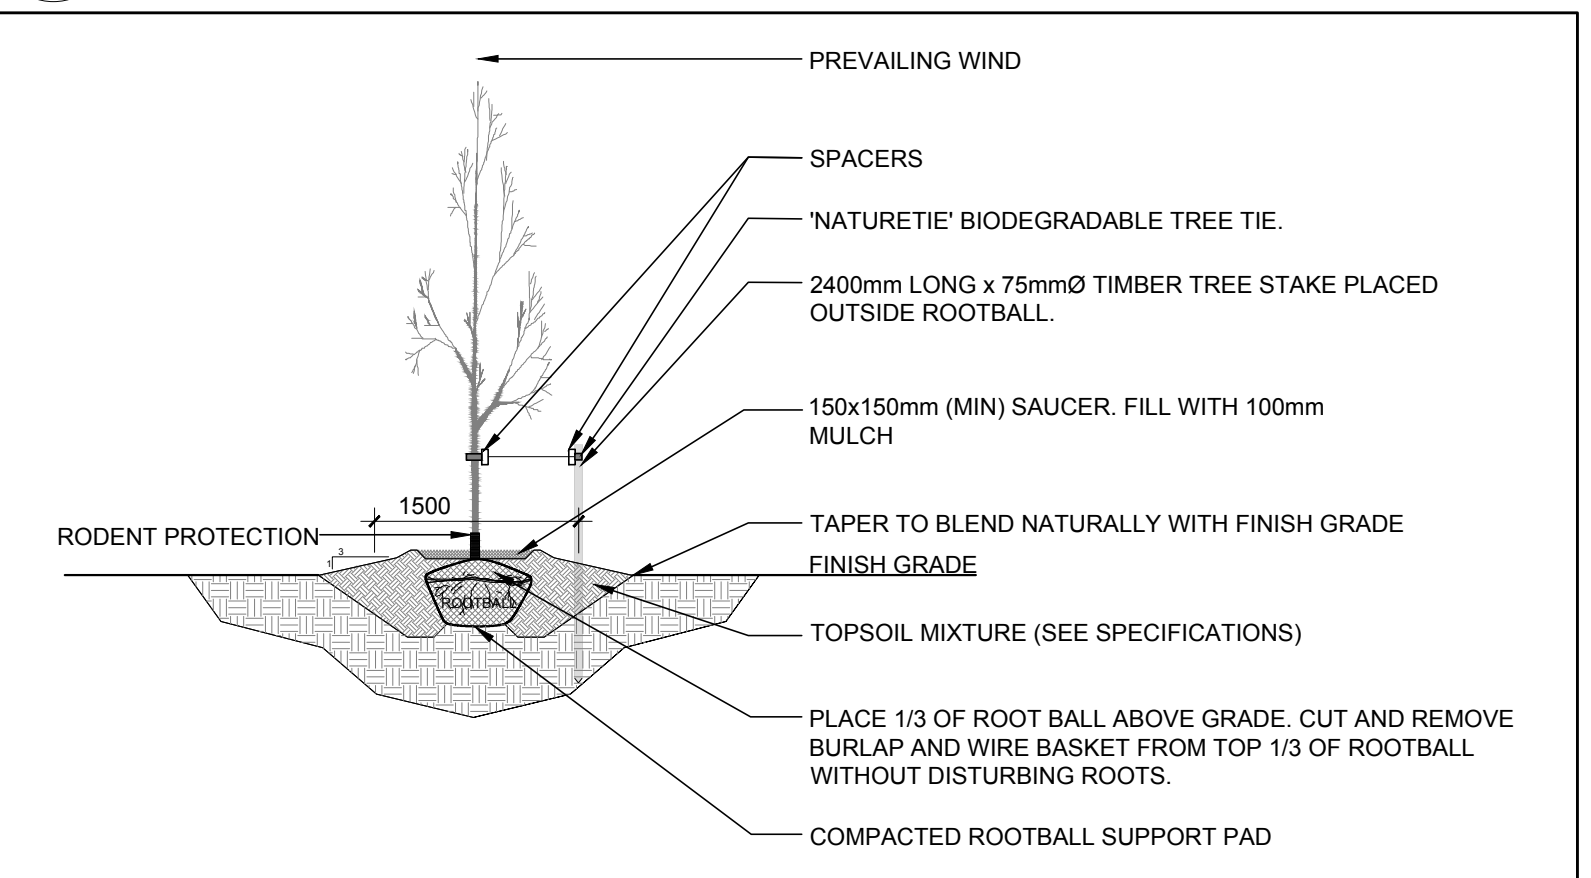 PREVAILING WIND
SPACERS
'NATURETIE' BIODEGRADABLE TREE TIE.
2400mm LONG x 75mmØ TIMBER TREE STAKE PLACED
OUTSIDE ROOTBALL.
150x150mm (MIN) SAUCER. FILL WITH 100mm
MULCH
1500
RODENT PROTECTION
3
1
TAPER TO BLEND NATURALLY WITH FINISH GRADE
FINISH GRADE
ROOTBALL
TOPSOIL MIXTURE (SEE SPECIFICATIONS)
PLACE 1/3 OF ROOT BALL ABOVE GRADE. CUT AND REMOVE
BURLAP AND WIRE BASKET FROM TOP 1/3 OF ROOTBALL
WITHOUT DISTURBING ROOTS.
COMPACTED ROOTBALL SUPPORT PAD